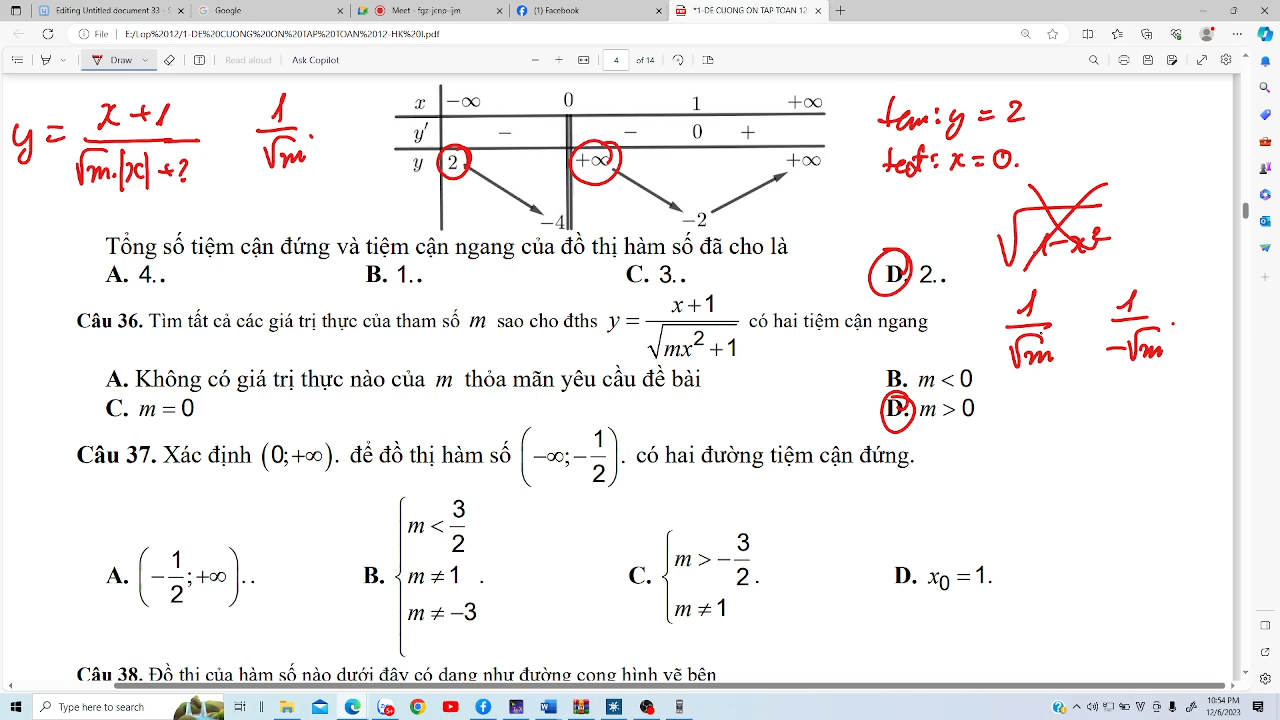 Editing Untitled document 33 - S
Google
Meet - fyz-jcnp-ijm
(1) Facebook
*1-DE CUONG ON TAP TOAN 12-
File
E:/Lop%2012/1-DE%20CUONG%20ON%20TAP%20TOAN%2012-HK%20I.pdf
Draw
Read aloud
Ask Copilot
4 of 14
x −∞ 0 1 +∞
y' − − 0 +
y 2 −4 +∞ −2 +∞
y = x + 1 / √m.|x| + ?
1/√m.
tcn: y = 2
tcđ: x = 0.
√1−x²
Tổng số tiệm cận đứng và tiệm cận ngang của đồ thị hàm số đã cho là
A. 4.. B. 1.. C. 3.. D. 2..
Câu 36. Tìm tất cả các giá trị thực của tham số m sao cho đths y = x+1 / √mx²+1 có hai tiệm cận ngang
1/√m 1/−√m.
A. Không có giá trị thực nào của m thỏa mãn yêu cầu đề bài B. m < 0
C. m = 0 D. m > 0
Câu 37. Xác định (0;+∞). để đồ thị hàm số (−∞;−1/2). có hai đường tiệm cận đứng.
A. (−1/2;+∞).. B. { m < 3/2 m ≠ 1 m ≠ −3 . C. { m > −3/2 m ≠ 1 . D. x₀ = 1.
Câu 38. Đồ thị của hàm số nào dưới đây có dạng như đường cong hình vẽ bên
Type here to search
10:54 PM
12/6/2023